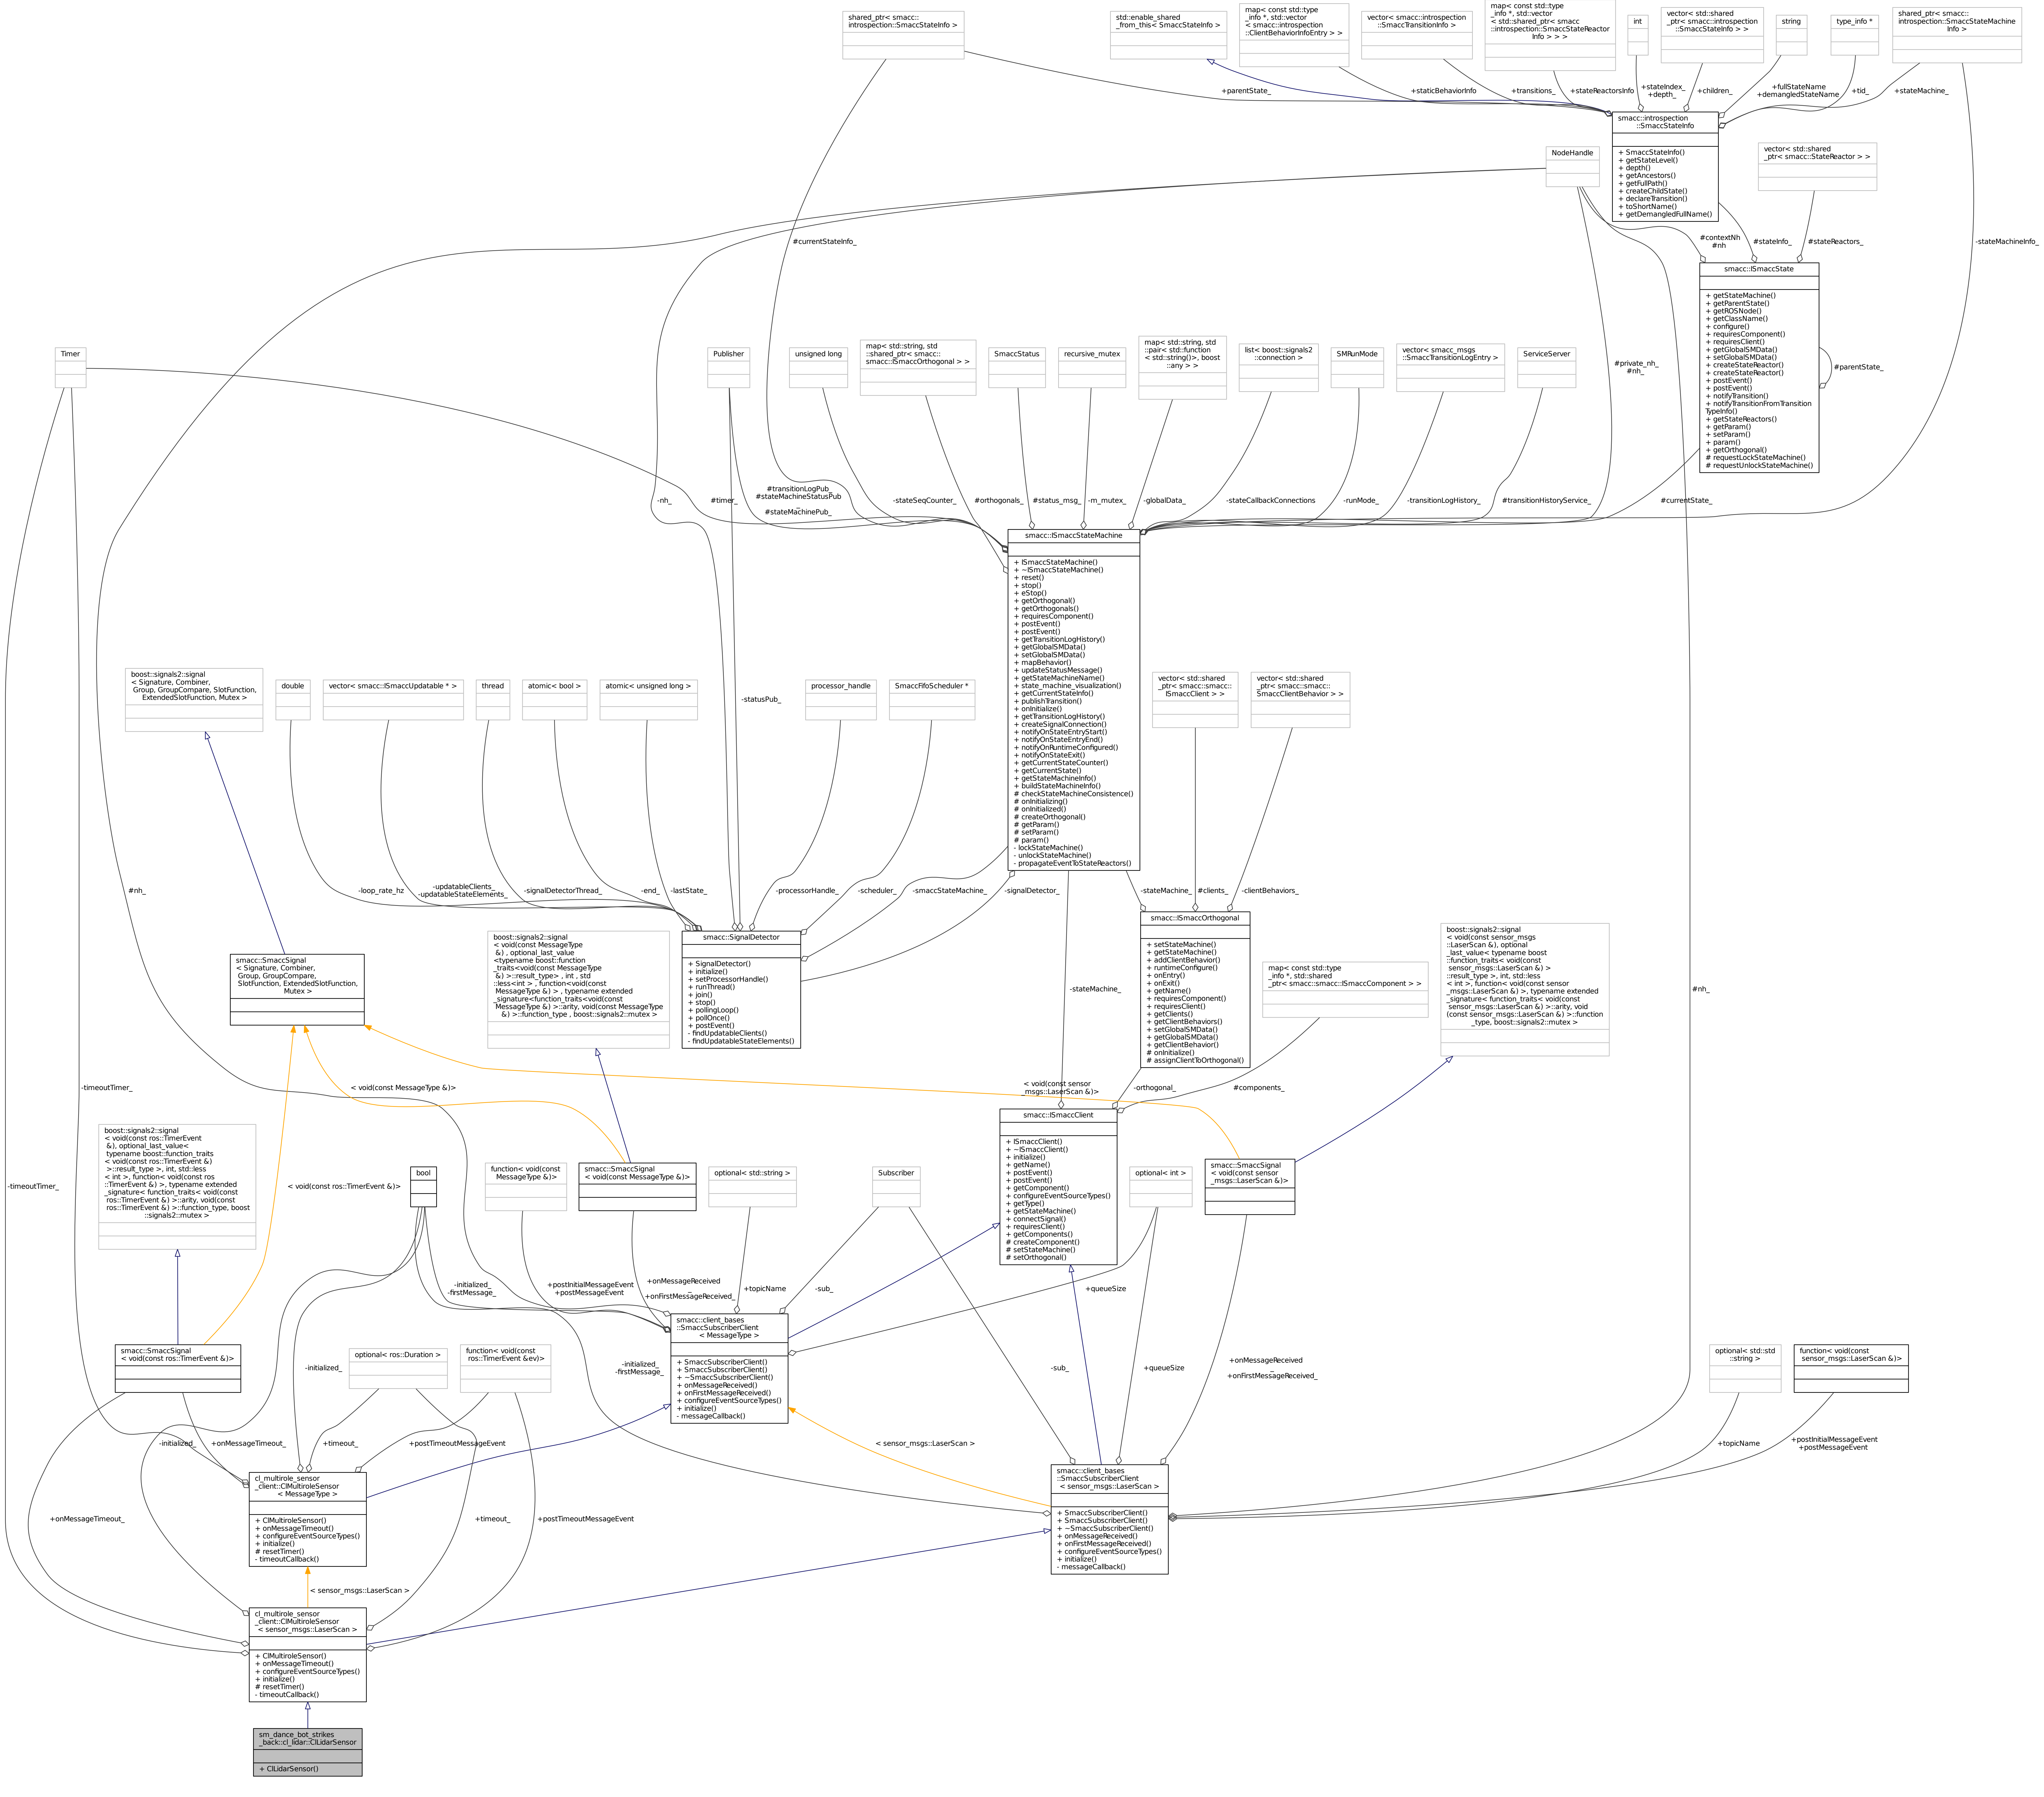 shared_ptr< smacc::
introspection::SmaccStateInfo >
std::enable_shared
_from_this< SmaccStateInfo >
map< const std::type
_info *, std::vector
< smacc::introspection
::ClientBehaviorInfoEntry > >
vector< smacc::introspection
::SmaccTransitionInfo >
map< const std::type
_info *, std::vector
< std::shared_ptr< smacc
::introspection::SmaccStateReactor
Info > > >
int
vector< std::shared
_ptr< smacc::introspection
::SmaccStateInfo > >
string
type_info *
shared_ptr< smacc::
introspection::SmaccStateMachine
Info >
+parentState_
+staticBehaviorInfo
+transitions_
+stateReactorsInfo
+stateIndex_
+depth_
+children_
+fullStateName
+demangledStateName
+tid_
+stateMachine_
smacc::introspection
::SmaccStateInfo
+ SmaccStateInfo()
+ getStateLevel()
+ depth()
+ getAncestors()
+ getFullPath()
+ createChildState()
+ declareTransition()
+ toShortName()
+ getDemangledFullName()
NodeHandle
vector< std::shared
_ptr< smacc::StateReactor > >
#currentStateInfo_
#contextNh
#nh
#stateInfo_
#stateReactors_
-stateMachineInfo_
smacc::ISmaccState
+ getStateMachine()
+ getParentState()
+ getROSNode()
+ getClassName()
+ configure()
+ requiresComponent()
+ requiresClient()
+ getGlobalSMData()
+ setGlobalSMData()
+ createStateReactor()
+ createStateReactor()
+ postEvent()
+ postEvent()
+ notifyTransition()
+ notifyTransitionFromTransition
TypeInfo()
+ getStateReactors()
+ getParam()
+ setParam()
+ param()
+ getOrthogonal()
# requestLockStateMachine()
# requestUnlockStateMachine()
#parentState_
Timer
Publisher
unsigned long
map< std::string, std
::shared_ptr< smacc::
smacc::ISmaccOrthogonal > >
SmaccStatus
recursive_mutex
map< std::string, std
::pair< std::function
< std::string()>, boost
::any > >
list< boost::signals2
::connection >
SMRunMode
vector< smacc_msgs
::SmaccTransitionLogEntry >
ServiceServer
#private_nh_
#nh_
-nh_
#timer_
#transitionLogPub_
#stateMachineStatusPub
_
#stateMachinePub_
-stateSeqCounter_
#orthogonals_
#status_msg_
-m_mutex_
-globalData_
-stateCallbackConnections
-runMode_
-transitionLogHistory_
#transitionHistoryService_
#currentState_
smacc::ISmaccStateMachine
+ ISmaccStateMachine()
+ ~ISmaccStateMachine()
+ reset()
+ stop()
+ eStop()
+ getOrthogonal()
+ getOrthogonals()
+ requiresComponent()
+ postEvent()
+ postEvent()
+ getTransitionLogHistory()
+ getGlobalSMData()
+ setGlobalSMData()
+ mapBehavior()
+ updateStatusMessage()
+ getStateMachineName()
+ state_machine_visualization()
+ getCurrentStateInfo()
+ publishTransition()
+ onInitialize()
+ getTransitionLogHistory()
+ createSignalConnection()
+ notifyOnStateEntryStart()
+ notifyOnStateEntryEnd()
+ notifyOnRuntimeConfigured()
+ notifyOnStateExit()
+ getCurrentStateCounter()
+ getCurrentState()
+ getStateMachineInfo()
+ buildStateMachineInfo()
# checkStateMachineConsistence()
# onInitializing()
# onInitialized()
# createOrthogonal()
# getParam()
# setParam()
# param()
- lockStateMachine()
- unlockStateMachine()
- propagateEventToStateReactors()
boost::signals2::signal
< Signature, Combiner,
Group, GroupCompare, SlotFunction,
ExtendedSlotFunction, Mutex >
double
vector< smacc::ISmaccUpdatable * >
thread
atomic< bool >
atomic< unsigned long >
-statusPub_
processor_handle
SmaccFifoScheduler *
vector< std::shared
_ptr< smacc::smacc::
ISmaccClient > >
vector< std::shared
_ptr< smacc::smacc::
SmaccClientBehavior > >
#nh_
-loop_rate_hz
-updatableClients_
-updatableStateElements_
-signalDetectorThread_
-end_
-lastState_
-processorHandle_
-scheduler_
-smaccStateMachine_
-signalDetector_
-stateMachine_
#clients_
-clientBehaviors_
smacc::SmaccSignal
< Signature, Combiner,
Group, GroupCompare,
SlotFunction, ExtendedSlotFunction,
Mutex >
boost::signals2::signal
< void(const MessageType
&) , optional_last_value
<typename boost::function
_traits<void(const MessageType
&) >::result_type> , int , std
::less<int > , function<void(const
MessageType &) > , typename extended
_signature<function_traits<void(const
MessageType &) >::arity, void(const MessageType
&) >::function_type , boost::signals2::mutex >
smacc::SignalDetector
+ SignalDetector()
+ initialize()
+ setProcessorHandle()
+ runThread()
+ join()
+ stop()
+ pollingLoop()
+ pollOnce()
+ postEvent()
- findUpdatableClients()
- findUpdatableStateElements()
-stateMachine_
smacc::ISmaccOrthogonal
+ setStateMachine()
+ getStateMachine()
+ addClientBehavior()
+ runtimeConfigure()
+ onEntry()
+ onExit()
+ getName()
+ requiresComponent()
+ requiresClient()
+ getClients()
+ getClientBehaviors()
+ setGlobalSMData()
+ getGlobalSMData()
+ getClientBehavior()
# onInitialize()
# assignClientToOrthogonal()
map< const std::type
_info *, std::shared
_ptr< smacc::smacc::ISmaccComponent > >
boost::signals2::signal
< void(const sensor_msgs
::LaserScan &), optional
_last_value< typename boost
::function_traits< void(const
sensor_msgs::LaserScan &) >
::result_type >, int, std::less
< int >, function< void(const sensor
_msgs::LaserScan &) >, typename extended
_signature< function_traits< void(const
sensor_msgs::LaserScan &) >::arity, void
(const sensor_msgs::LaserScan &) >::function
_type, boost::signals2::mutex >
#nh_
-timeoutTimer_
< void(const MessageType &)>
< void(const sensor
_msgs::LaserScan &)>
-orthogonal_
#components_
boost::signals2::signal
< void(const ros::TimerEvent
&), optional_last_value<
typename boost::function_traits
< void(const ros::TimerEvent &)
>::result_type >, int, std::less
< int >, function< void(const ros
::TimerEvent &) >, typename extended
_signature< function_traits< void(const
ros::TimerEvent &) >::arity, void(const
ros::TimerEvent &) >::function_type, boost
::signals2::mutex >
-timeoutTimer_
< void(const ros::TimerEvent &)>
bool
function< void(const
MessageType &)>
smacc::SmaccSignal
< void(const MessageType &)>
optional< std::string >
Subscriber
smacc::ISmaccClient
+ ISmaccClient()
+ ~ISmaccClient()
+ initialize()
+ getName()
+ postEvent()
+ postEvent()
+ getComponent()
+ configureEventSourceTypes()
+ getType()
+ getStateMachine()
+ connectSignal()
+ requiresClient()
+ getComponents()
# createComponent()
# setStateMachine()
# setOrthogonal()
optional< int >
smacc::SmaccSignal
< void(const sensor
_msgs::LaserScan &)>
-initialized_
-firstMessage_
+postInitialMessageEvent
+postMessageEvent
+onMessageReceived
_
+onFirstMessageReceived_
+topicName
-sub_
+queueSize
smacc::client_bases
::SmaccSubscriberClient
< MessageType >
+ SmaccSubscriberClient()
+ SmaccSubscriberClient()
+ ~SmaccSubscriberClient()
+ onMessageReceived()
+ onFirstMessageReceived()
+ configureEventSourceTypes()
+ initialize()
- messageCallback()
smacc::SmaccSignal
< void(const ros::TimerEvent &)>
-initialized_
optional< ros::Duration >
function< void(const
ros::TimerEvent &ev)>
-initialized_
-firstMessage_
-sub_
+queueSize
+onMessageReceived
_
+onFirstMessageReceived_
optional< std::std
::string >
function< void(const
sensor_msgs::LaserScan &)>
-initialized_
+onMessageTimeout_
+timeout_
+postTimeoutMessageEvent
< sensor_msgs::LaserScan >
+topicName
+postInitialMessageEvent
+postMessageEvent
cl_multirole_sensor
_client::ClMultiroleSensor
< MessageType >
+ ClMultiroleSensor()
+ onMessageTimeout()
+ configureEventSourceTypes()
+ initialize()
# resetTimer()
- timeoutCallback()
smacc::client_bases
::SmaccSubscriberClient
< sensor_msgs::LaserScan >
+ SmaccSubscriberClient()
+ SmaccSubscriberClient()
+ ~SmaccSubscriberClient()
+ onMessageReceived()
+ onFirstMessageReceived()
+ configureEventSourceTypes()
+ initialize()
- messageCallback()
+onMessageTimeout_
+timeout_
+postTimeoutMessageEvent
< sensor_msgs::LaserScan >
cl_multirole_sensor
_client::ClMultiroleSensor
< sensor_msgs::LaserScan >
+ ClMultiroleSensor()
+ onMessageTimeout()
+ configureEventSourceTypes()
+ initialize()
# resetTimer()
- timeoutCallback()
sm_dance_bot_strikes
_back::cl_lidar::ClLidarSensor
+ ClLidarSensor()